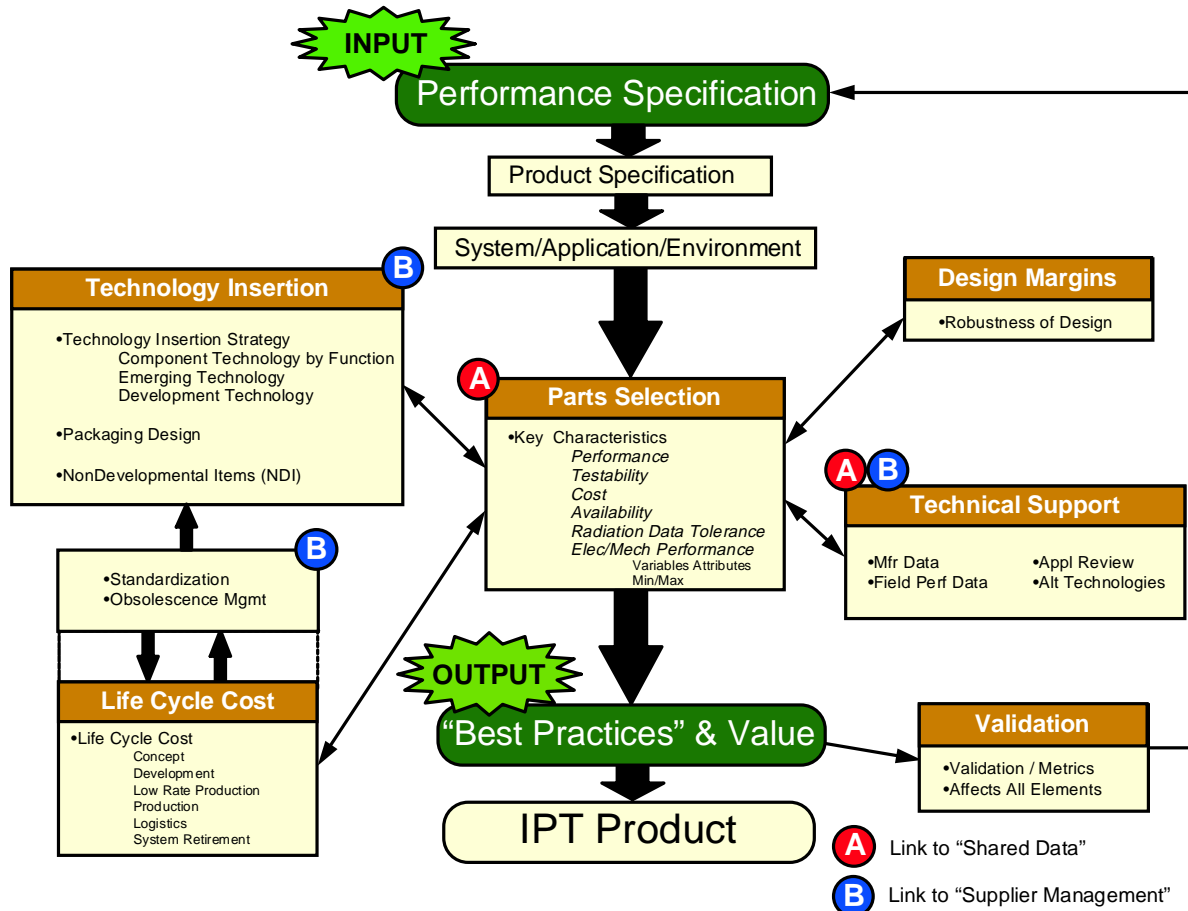 INPUT
Performance Specification
Product Specification
System/Application/Environment
B
Technology Insertion
•Technology Insertion Strategy
Component Technology by Function
Emerging Technology
Development Technology
•Packaging Design
•NonDevelopmental Items (NDI)
Design Margins
•Robustness of Design
A
Parts Selection
•Key Characteristics
Performance
Testability
Cost
Availability
Radiation Data Tolerance
Elec/Mech Performance
Variables Attributes
Min/Max
A B
Technical Support
•Mfr Data •Appl Review
•Field Perf Data •Alt Technologies
B
•Standardization
•Obsolescence Mgmt
Life Cycle Cost
•Life Cycle Cost
Concept
Development
Low Rate Production
Production
Logistics
System Retirement
OUTPUT
“Best Practices” & Value
IPT Product
Validation
•Validation / Metrics
•Affects All Elements
A Link to “Shared Data”
B Link to “Supplier Management”